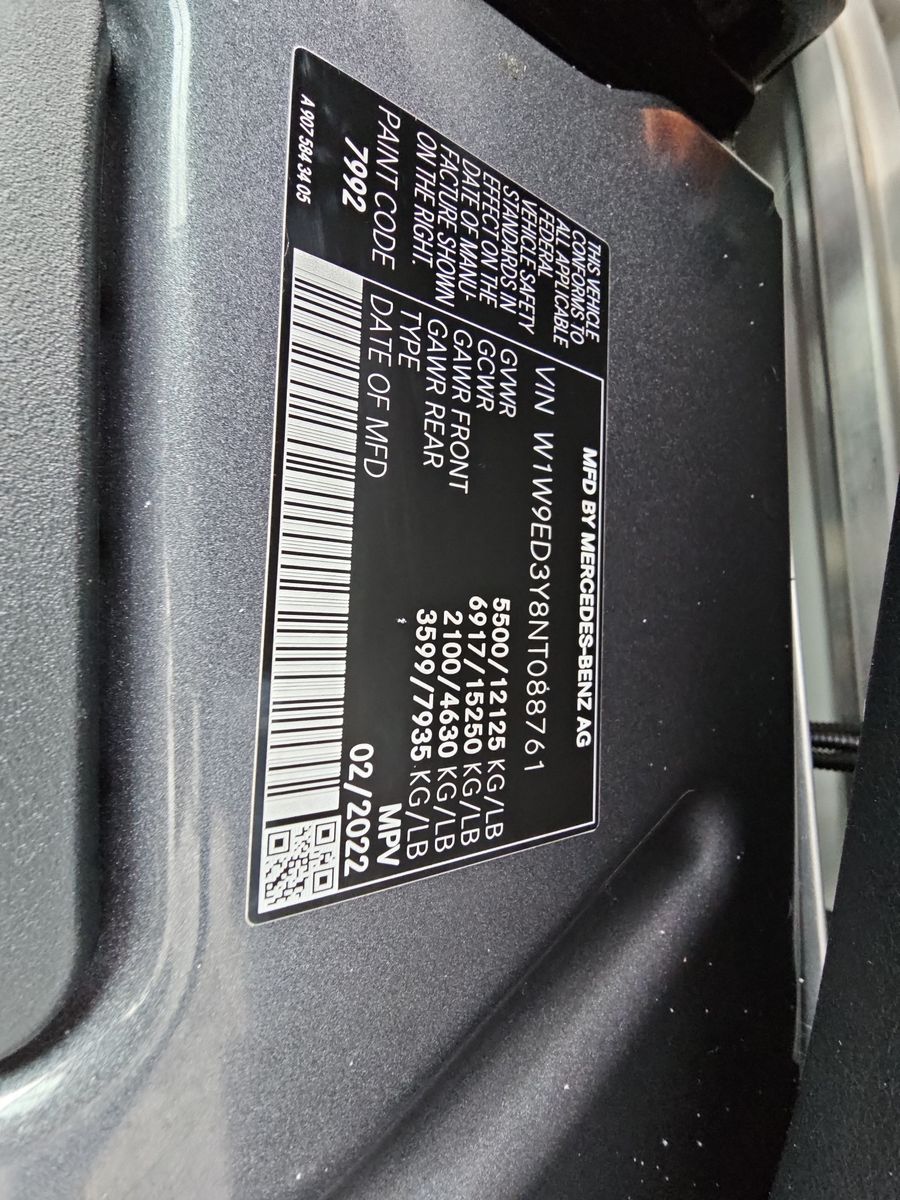 MFD BY MERCEDES-BENZ AG
THIS VEHICLE
CONFORMS TO
ALL APPLICABLE
FEDERAL
VEHICLE SAFETY
STANDARDS IN
EFFECT ON THE
DATE OF MANU-
FACTURE SHOWN
ON THE RIGHT.
VIN W1W9ED3Y8NT088761
GVWR 5500/12125 KG/LB
GCWR 6917/15250 KG/LB
GAWR FRONT 2100/4630 KG/LB
GAWR REAR 3599/7935 KG/LB
TYPE MPV
DATE OF MFD 02/2022
PAINT CODE
7992
A 907 584 34 05